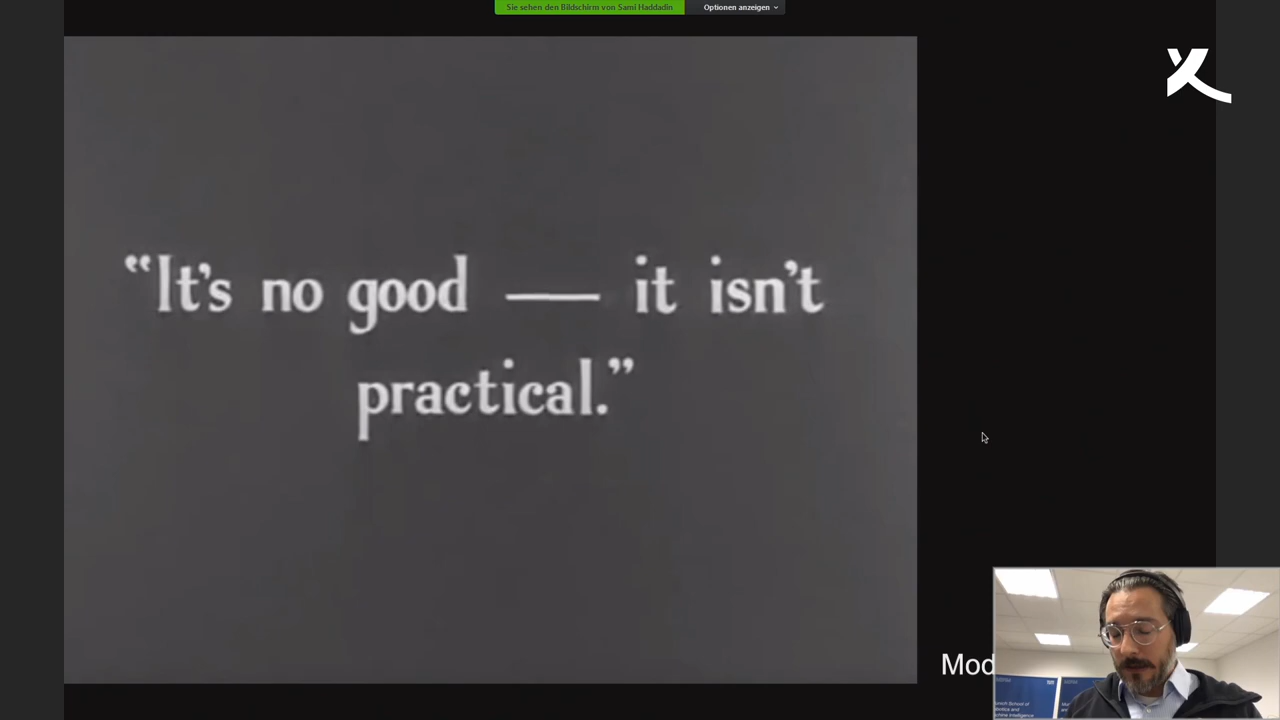 Sie sehen den Bildschirm von Sami Haddadin
Optionen anzeigen
“It’s no good — it isn’t
practical.”
Mod